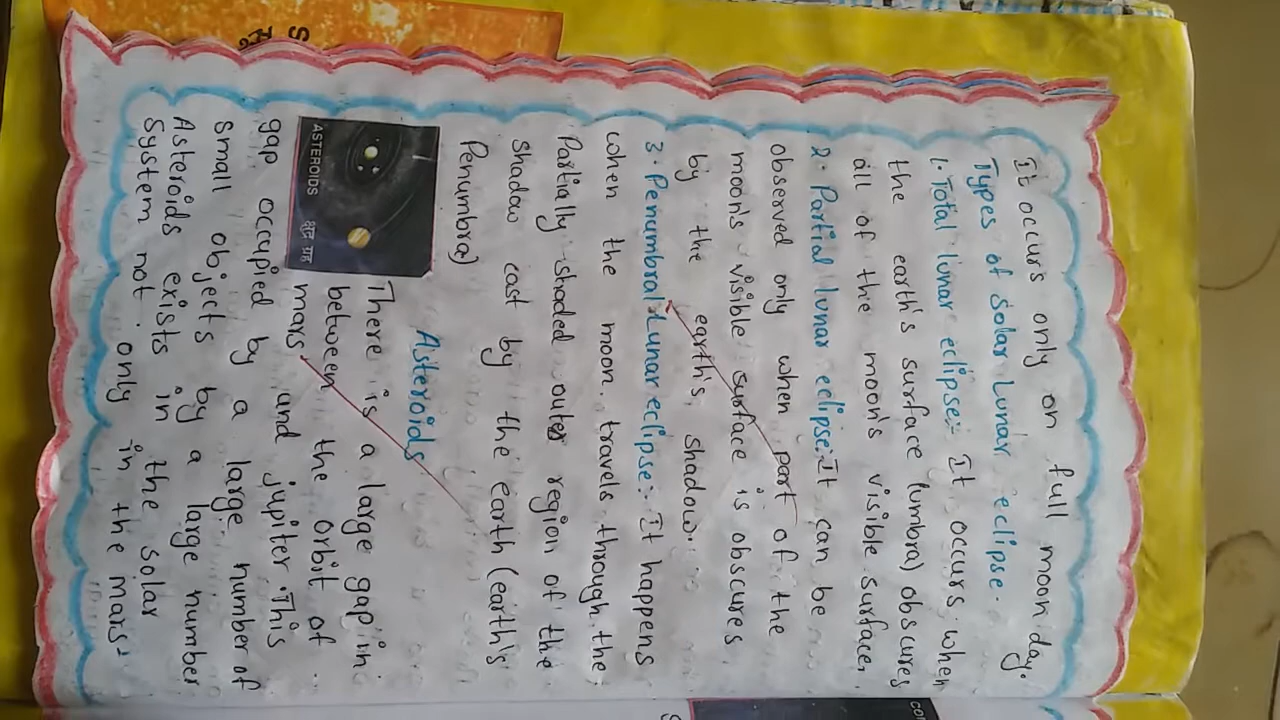 It occurs only on full moon day.
Types of Solar Lunar eclipse.
1. Total lunar eclipse:- It occurs when
the earth's surface (umbra) obscures
all of the moon's visible surface.
2. Partial lunar eclipse: It can be
observed only when part of the
moon's visible surface is obscures
by the earth's shadow.
3. Penumbral Lunar eclipse:- It happens
when the moon travels through the
Partially shaded outer region of the
shadow cast by the earth (earth's
Penumbra)
Asteroids
There is a large gap in
between the orbit of
mars and jupiter. This
gap occupied by a large number of
small objects by a large number
Asteroids exists in the solar
System not only in the mars-
ASTEROIDS क्षुद्र ग्रह